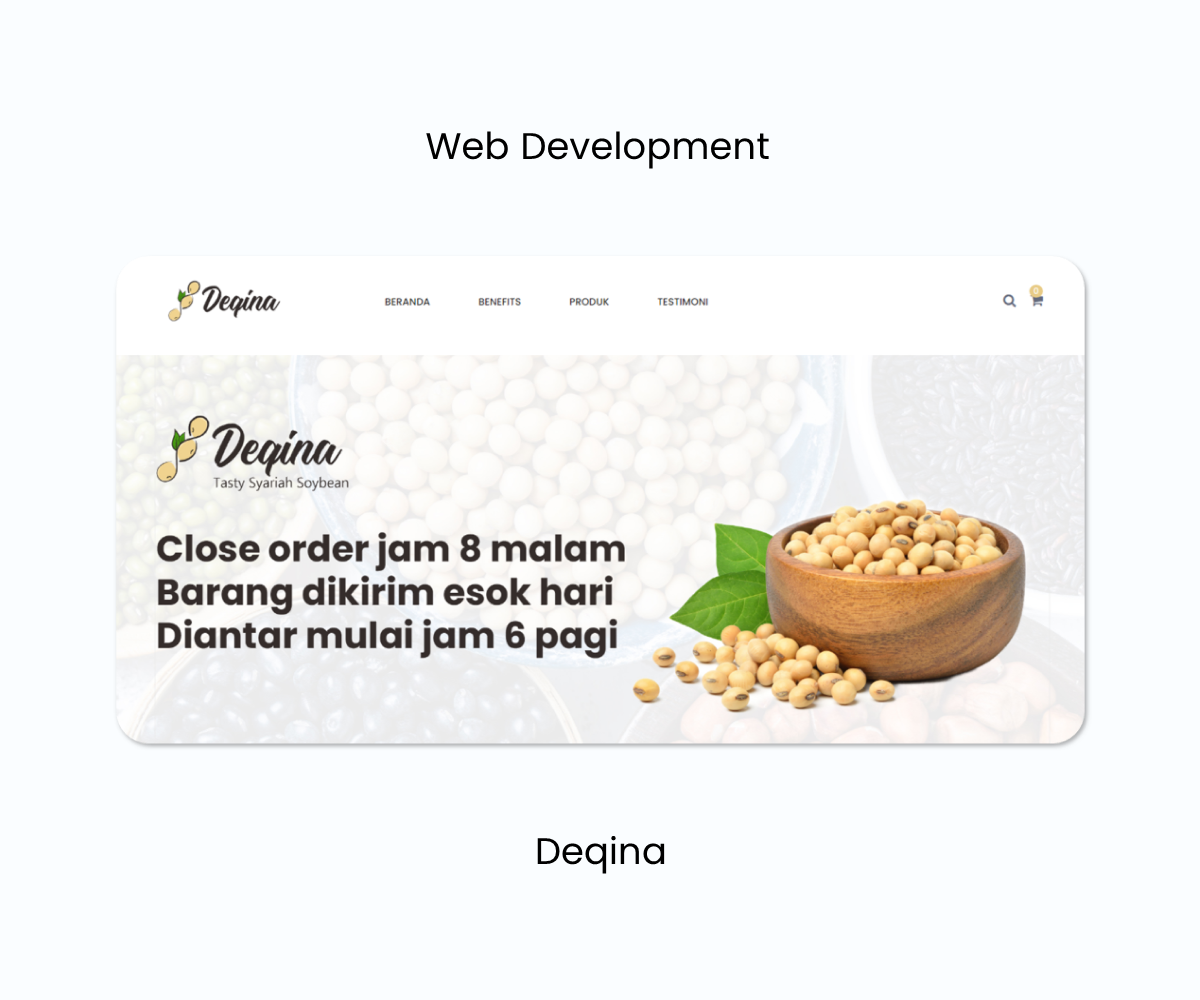 Web Development
Deqina
BERANDA BENEFITS PRODUK TESTIMONI
0
Deqina
Tasty Syariah Soybean
Close order jam 8 malam
Barang dikirim esok hari
Diantar mulai jam 6 pagi
Deqina